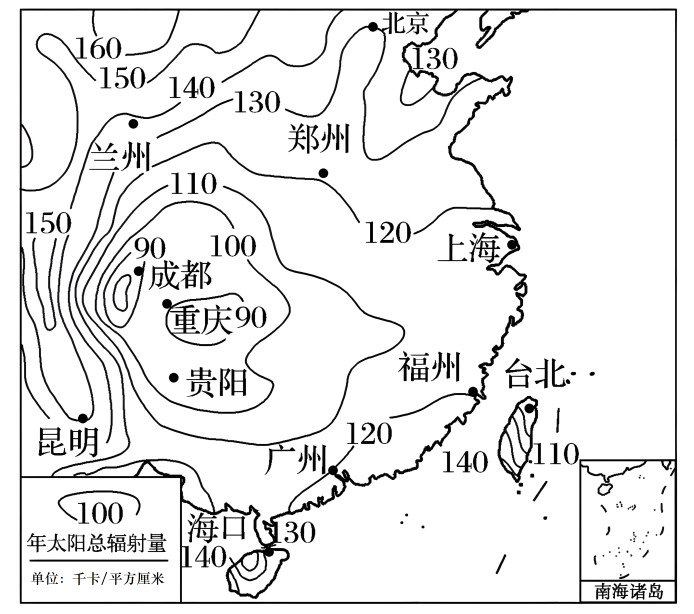 北京
160
150
140
130
130
郑州
兰州
110
150
120
上海
90
100
成都
重庆90
福州
台北
贵阳
昆明
120
广州
140
110
100
年太阳总辐射量
单位：千卡/平方厘米
海口
130
140
南海诸岛